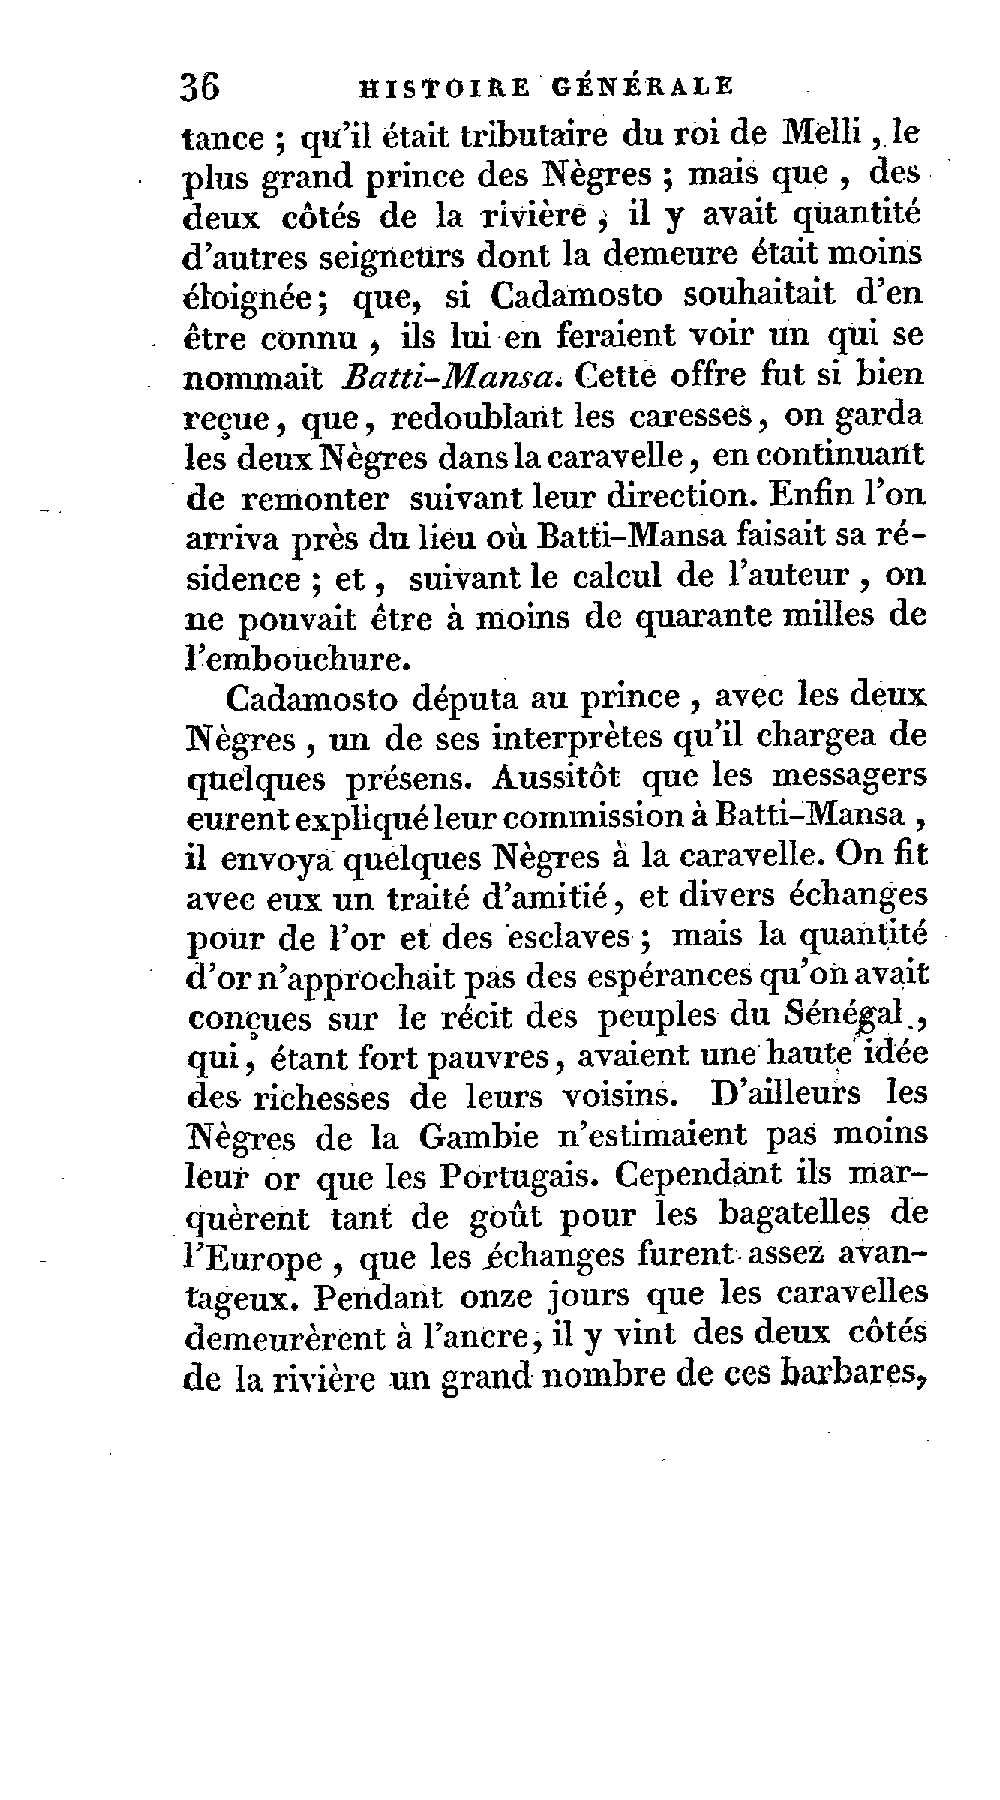 36 HISTOIRE GÉNÉRALE
tance ; qu'il était tributaire du roi de Melli , le
plus grand prince des Nègres ; mais que , des
deux côtés de la rivière , il y avait quantité
d'autres seigneurs dont la demeure était moins
éloignée ; que, si Cadamosto souhaitait d'en
être connu , ils lui en feraient voir un qui se
nommait Batti-Mansa. Cette offre fut si bien
reçue, que, redoublant les caresses, on garda
les deux Nègres dans la caravelle, en continuant
de remonter suivant leur direction. Enfin l'on
arriva près du lieu où Batti-Mansa faisait sa ré-
sidence ; et , suivant le calcul de l'auteur , on
ne pouvait être à moins de quarante milles de
l'embouchure.
Cadamosto députa au prince , avec les deux
Nègres , un de ses interprètes qu'il chargea de
quelques présens. Aussitôt que les messagers
eurent expliqué leur commission à Batti-Mansa ,
il envoya quelques Nègres à la caravelle. On fit
avec eux un traité d'amitié, et divers échanges
pour de l'or et des esclaves ; mais la quantité
d'or n'approchait pas des espérances qu'on avait
conçues sur le récit des peuples du Sénégal ,
qui, étant fort pauvres, avaient une haute idée
des richesses de leurs voisins. D'ailleurs les
Nègres de la Gambie n'estimaient pas moins
leur or que les Portugais. Cependant ils mar-
quèrent tant de goût pour les bagatelles de
l'Europe , que les échanges furent assez avan-
tageux. Pendant onze jours que les caravelles
demeurèrent à l'ancre, il y vint des deux côtés
de la rivière un grand nombre de ces barbares,